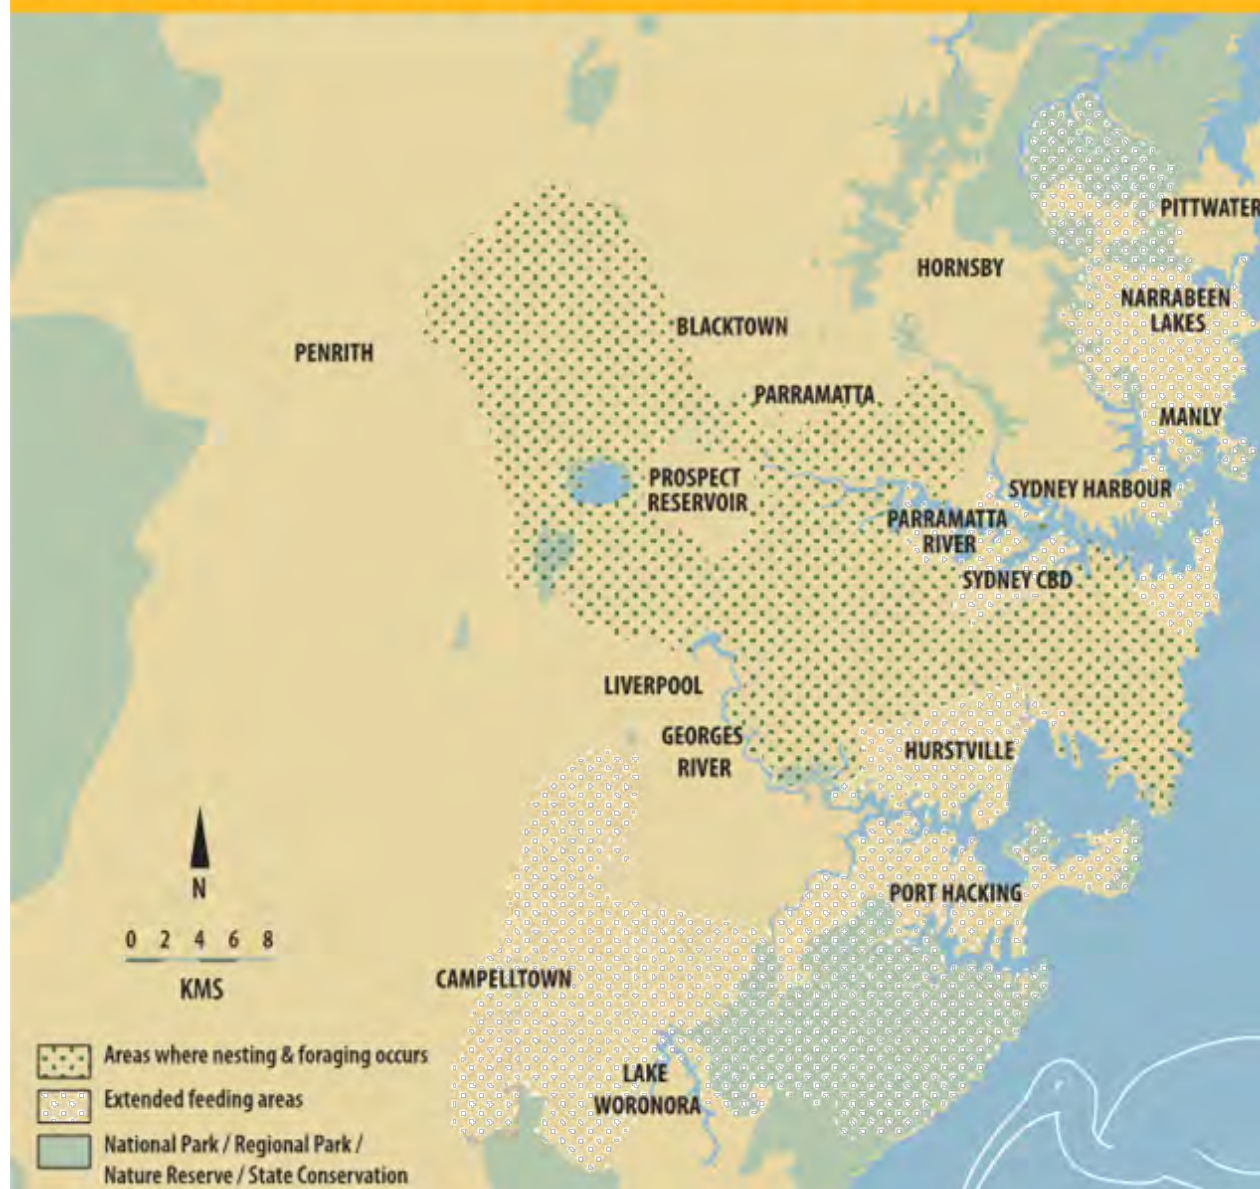 PITTWATER
HORNSBY
NARRABEEN
LAKES
BLACKTOWN
PENRITH
PARRAMATTA
MANLY
PROSPECT
RESERVOIR
SYDNEY HARBOUR
PARRAMATTA
RIVER
SYDNEY CBD
LIVERPOOL
GEORGES
RIVER
HURSTVILLE
N
PORT HACKING
0 2 4 6 8
KMS
CAMPELLTOWN
Areas where nesting & foraging occurs
LAKE
WORONORA
Extended feeding areas
National Park / Regional Park /
Nature Reserve / State Conservation